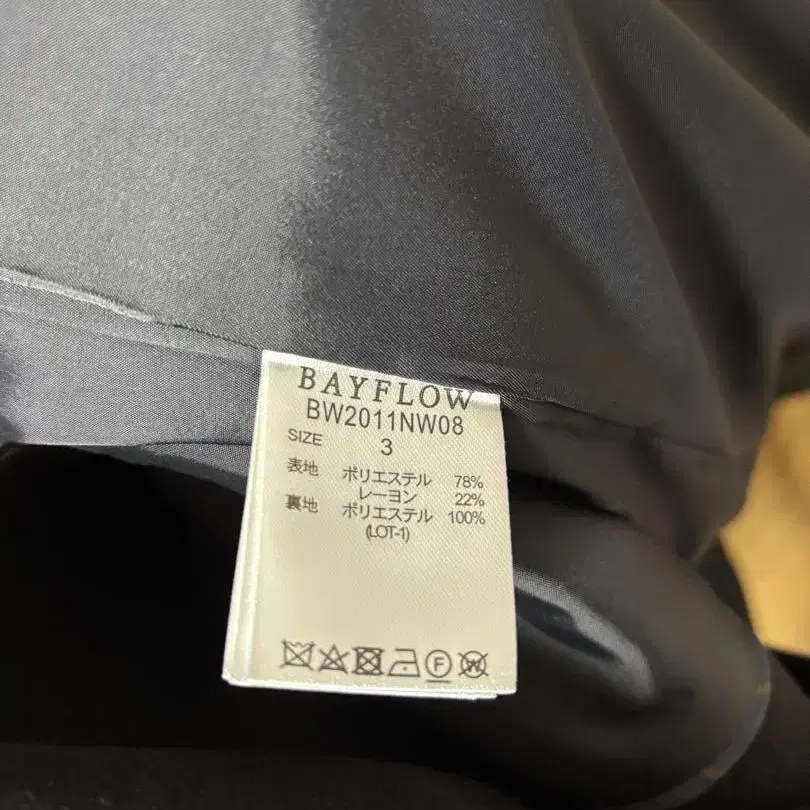 BAYFLOW
BW2011NW08
SIZE 3
表地 ポリエステル 78%
レーヨン 22%
裏地 ポリエステル 100%
(LOT-1)
F W